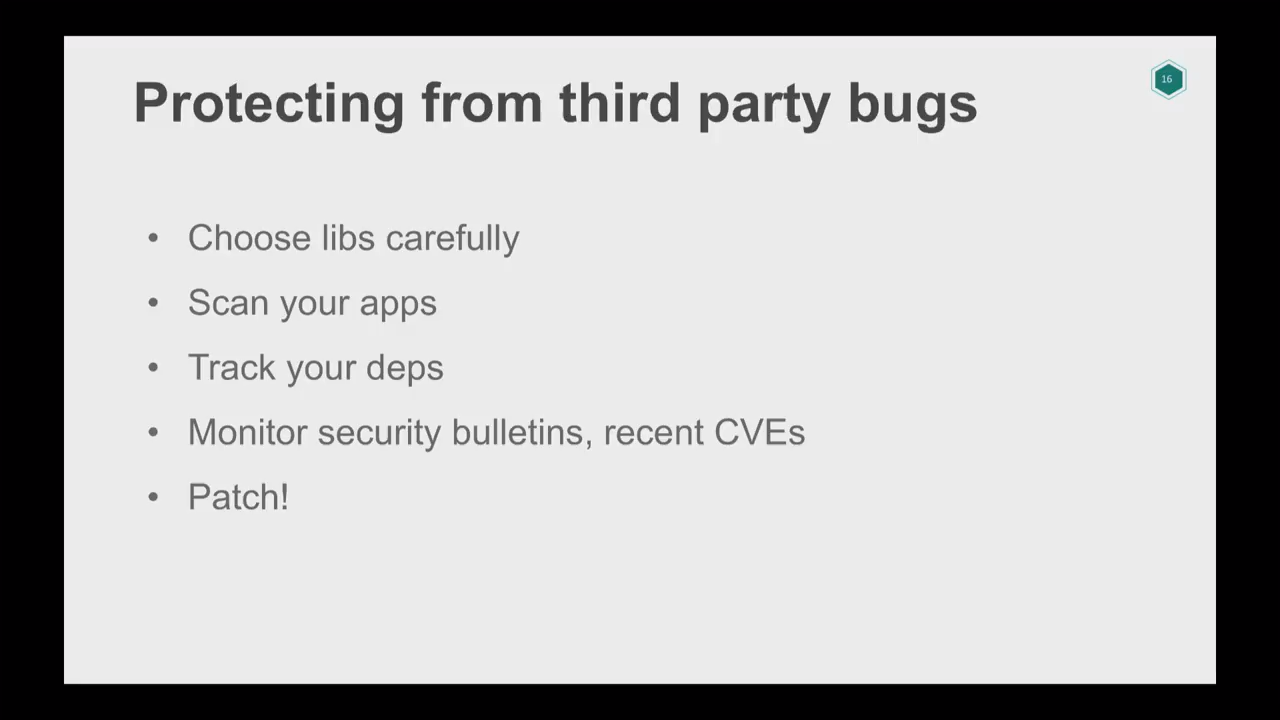 Protecting from third party bugs
16
• Choose libs carefully
• Scan your apps
• Track your deps
• Monitor security bulletins, recent CVEs
• Patch!